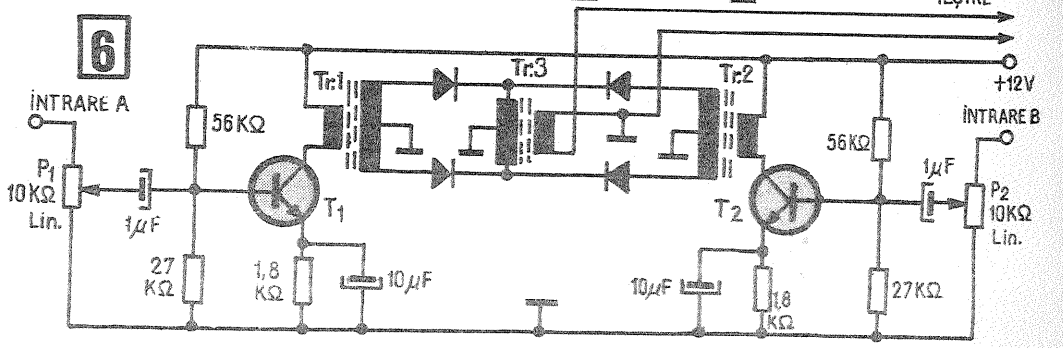 6
Tr.1
Tr.3
Tr.2
+12V
INTRARE A
INTRARE B
56KΩ
56KΩ
P1
10KΩ
Lin.
1µF
T1
T2
1µF
P2
10KΩ
Lin.
27
KΩ
1,8
KΩ
10µF
10µF
1,8
KΩ
27KΩ